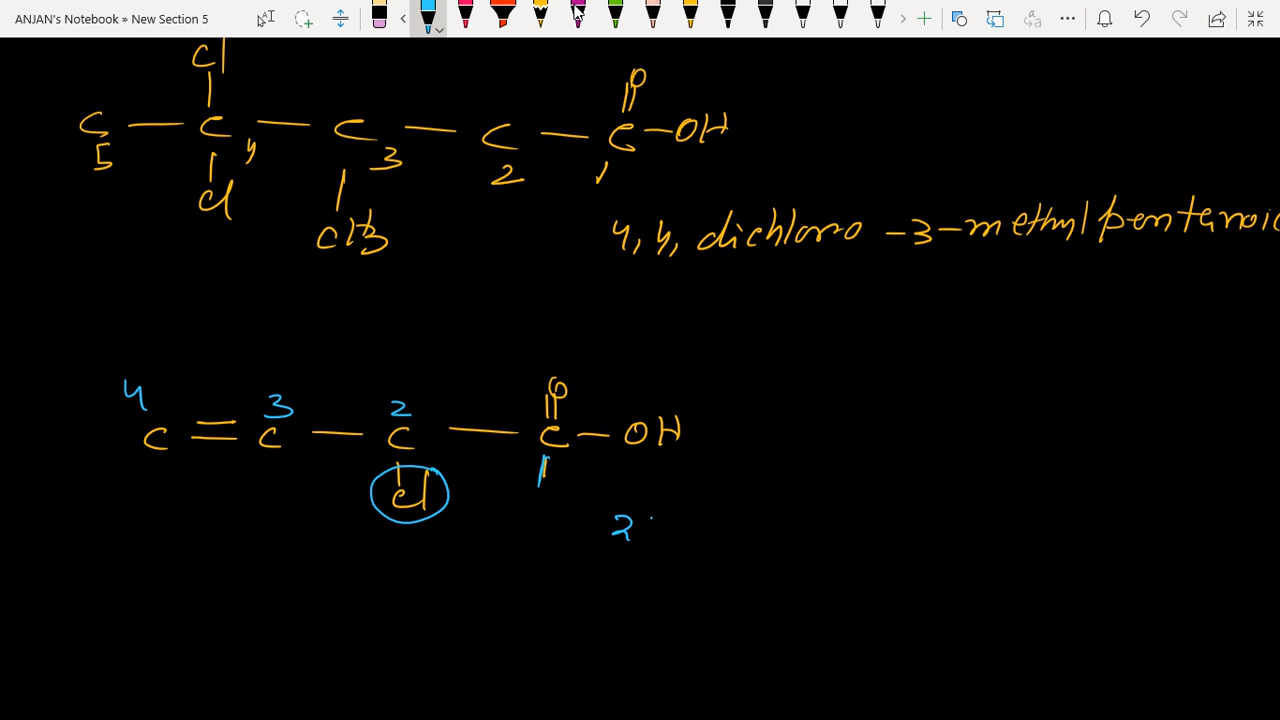 ANJAN's Notebook » New Section 5
Cl
C — C — C — C — C — OH
O
5 4 3 2 1
Cl
CH3
4, 4, dichloro -3-methyl pentanoic
4 3 2 O
C = C — C — C — OH
1
Cl
2